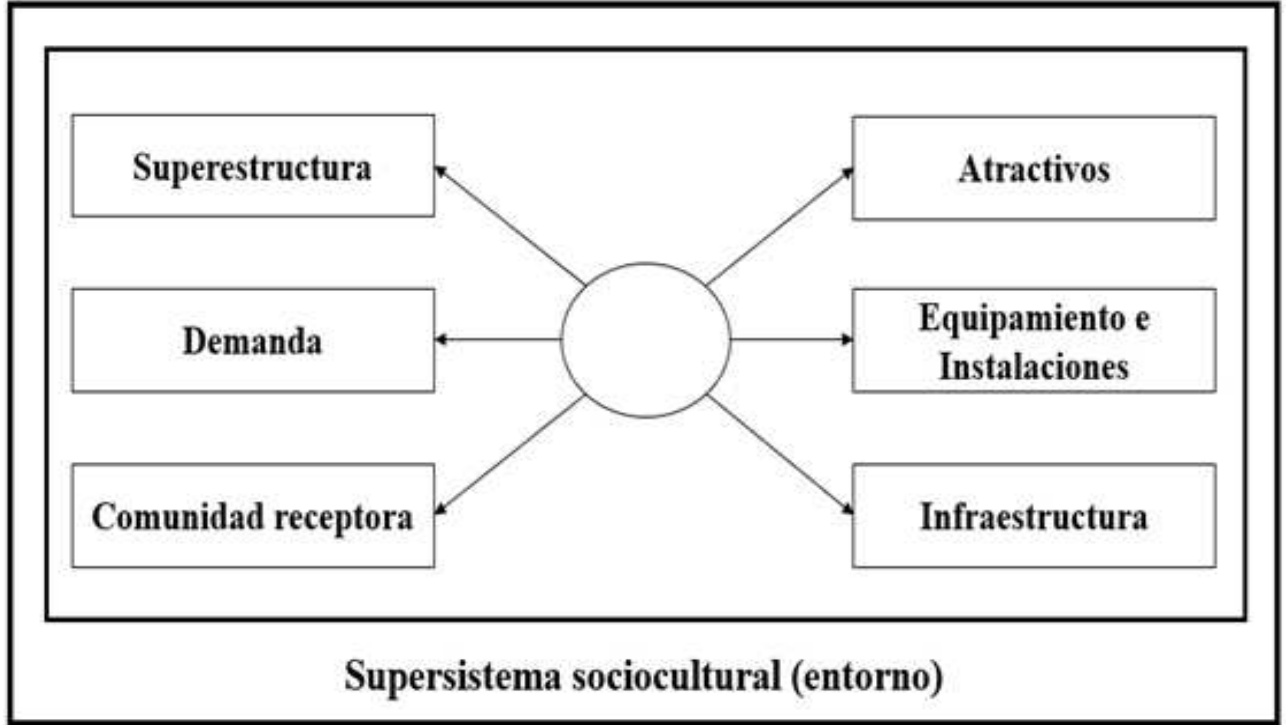 Superestructura
Atractivos
Demanda
Equipamiento e
Instalaciones
Comunidad receptora
Infraestructura
Supersistema sociocultural (entorno)